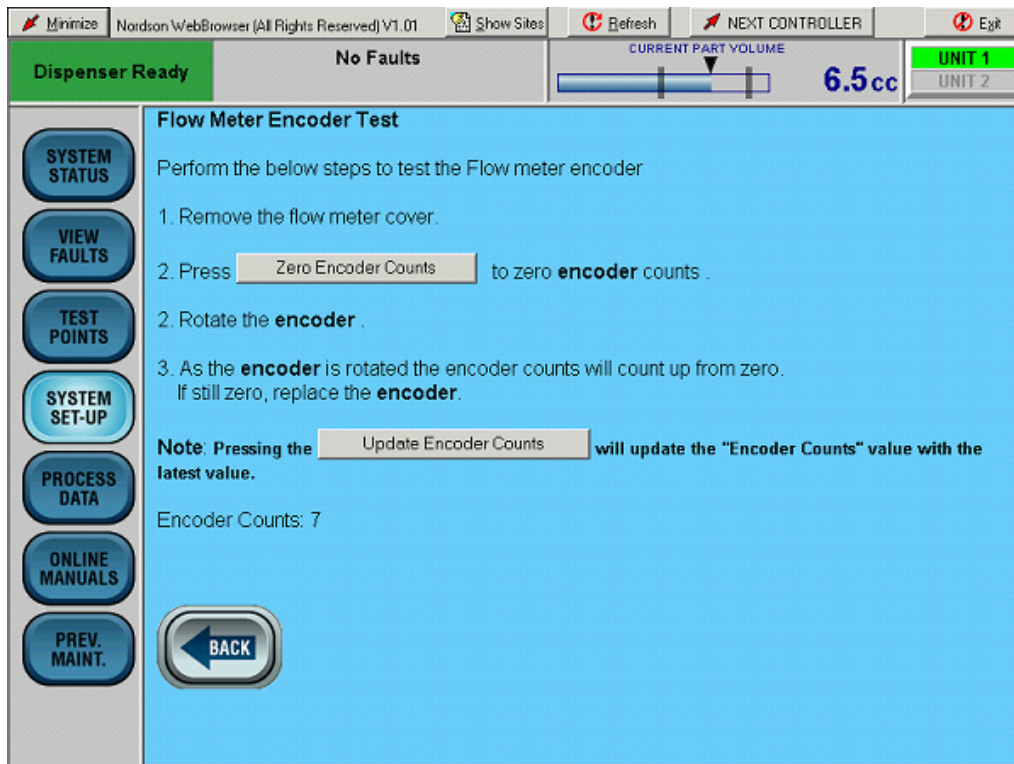 Minimize
Nordson WebBrowser (All Rights Reserved) V1.01
Show Sites
Refresh
NEXT CONTROLLER
Exit
Dispenser Ready
No Faults
CURRENT PART VOLUME
6.5 cc
UNIT 1
UNIT 2
SYSTEM
STATUS
VIEW
FAULTS
TEST
POINTS
SYSTEM
SET-UP
PROCESS
DATA
ONLINE
MANUALS
PREV.
MAINT.
Flow Meter Encoder Test
Perform the below steps to test the Flow meter encoder
1. Remove the flow meter cover.
2. Press Zero Encoder Counts to zero encoder counts .
2. Rotate the encoder .
3. As the encoder is rotated the encoder counts will count up from zero.
If still zero, replace the encoder.
Note: Pressing the Update Encoder Counts will update the "Encoder Counts" value with the
latest value.
Encoder Counts: 7
BACK